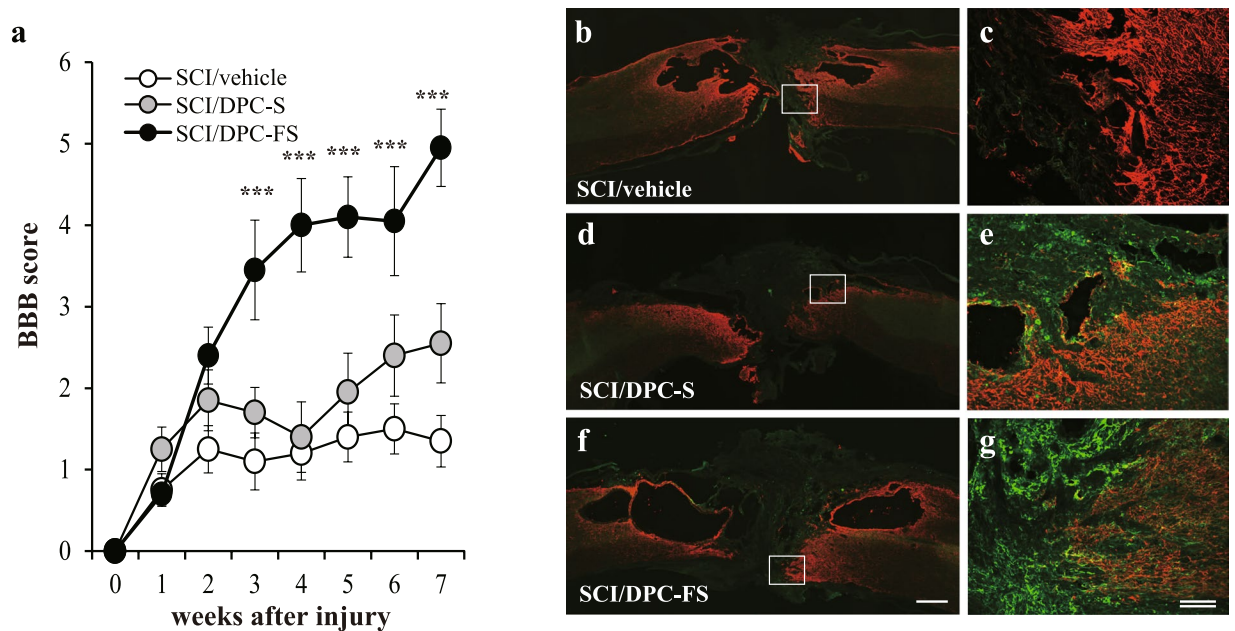 a
6
5
4
3
2
1
0
BBB score
SCI/vehicle
SCI/DPC-S
SCI/DPC-FS
***
***
***
***
***
0 1 2 3 4 5 6 7
weeks after injury
b
SCI/vehicle
c
d
SCI/DPC-S
e
f
SCI/DPC-FS
g